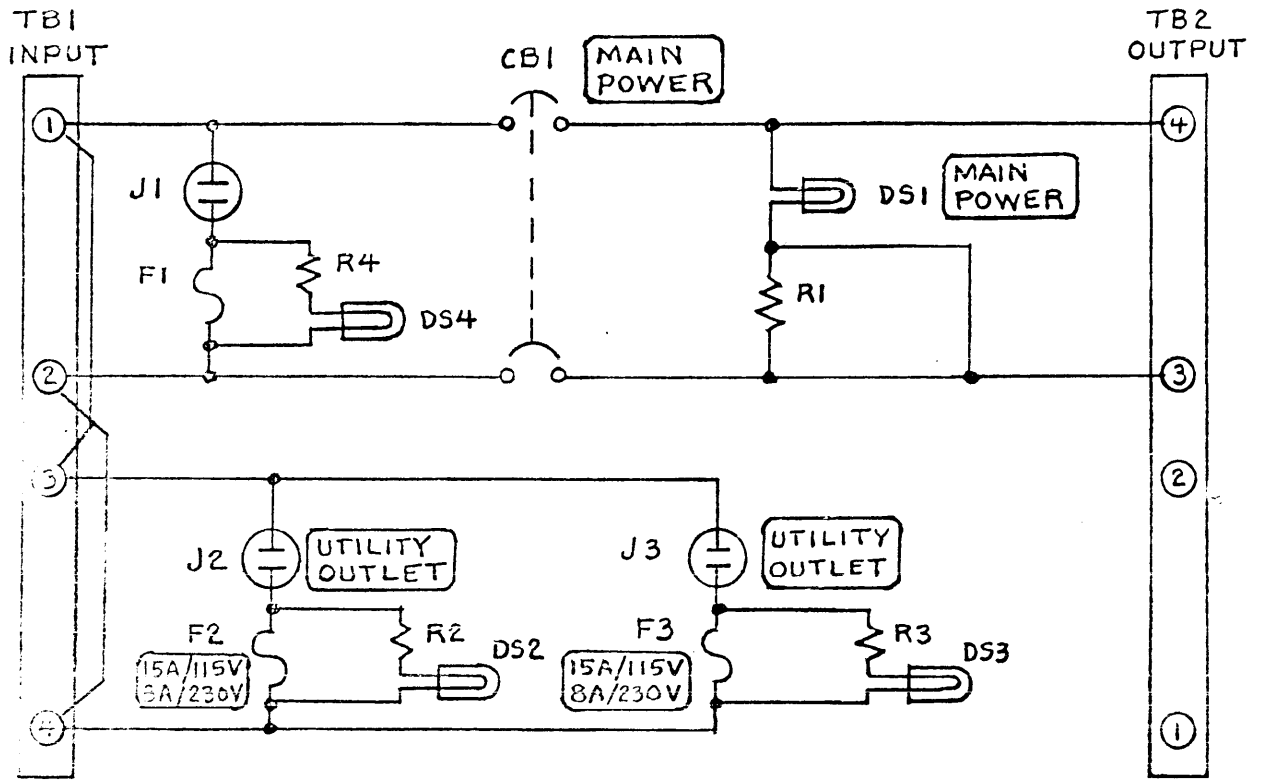 TB1
INPUT
CB1
MAIN
POWER
TB2
OUTPUT
1
4
J1
DS1
MAIN
POWER
F1
R4
R1
DS4
2
3
3
2
J2
UTILITY
OUTLET
J3
UTILITY
OUTLET
F2
R2
DS2
F3
R3
DS3
15A/115V
8A/230V
15A/115V
8A/230V
4
1